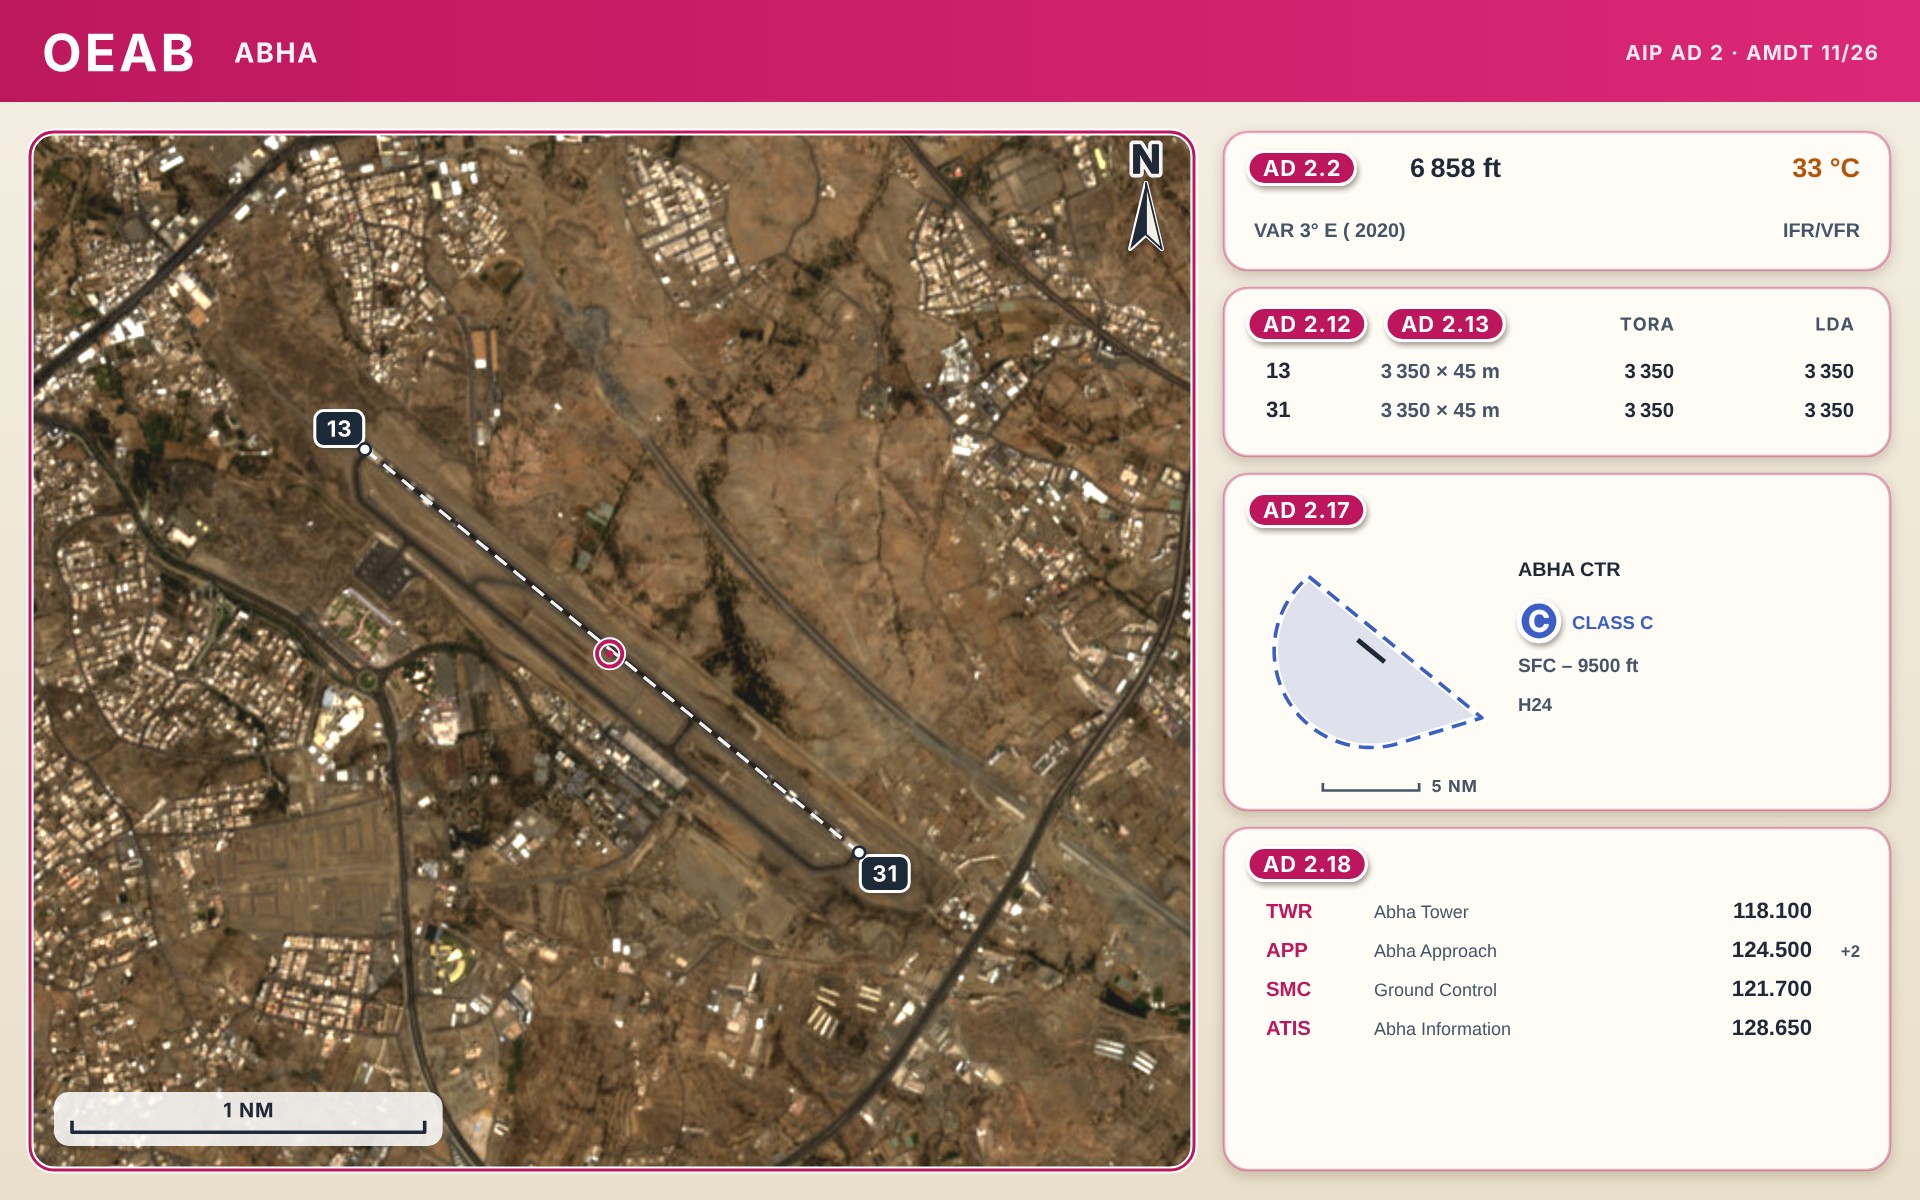 OEAB ABHA
AIP AD 2 · AMDT 11/26
N
13
31
1 NM
AD 2.2 6 858 ft 33 °C
VAR 3° E ( 2020) IFR/VFR
AD 2.12 AD 2.13 TORA LDA
13 3 350 × 45 m 3 350 3 350
31 3 350 × 45 m 3 350 3 350
AD 2.17
ABHA CTR
C CLASS C
SFC – 9500 ft
H24
5 NM
AD 2.18
TWR Abha Tower 118.100
APP Abha Approach 124.500 +2
SMC Ground Control 121.700
ATIS Abha Information 128.650